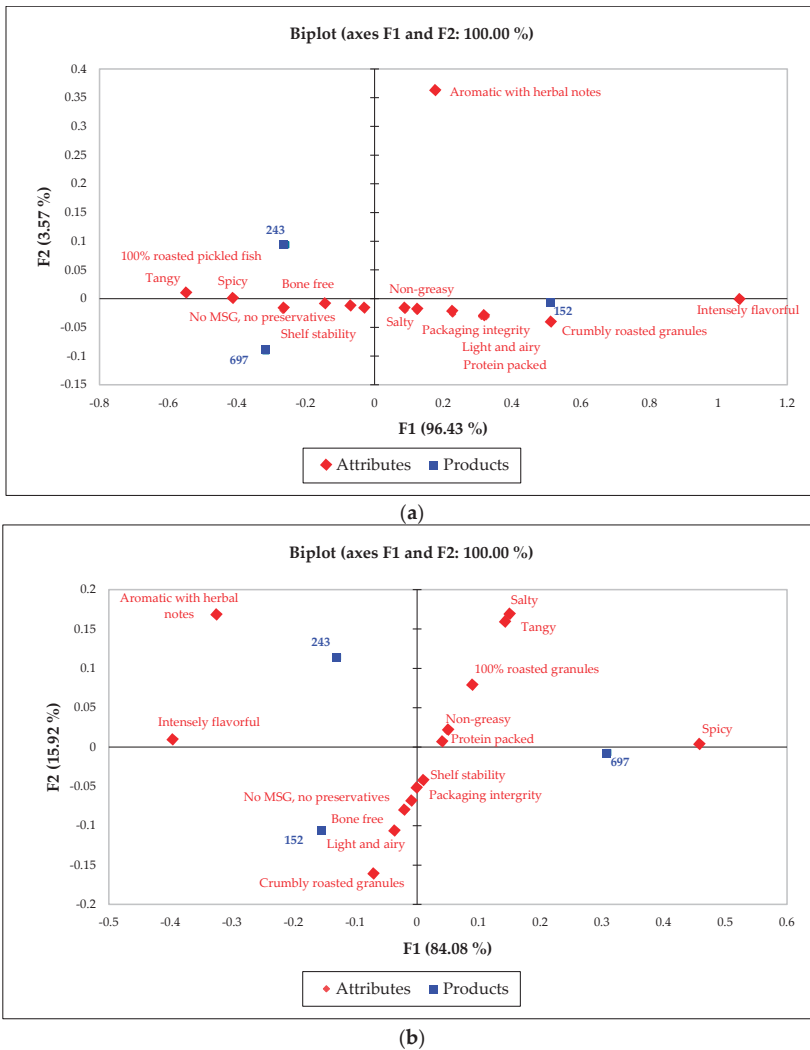 Biplot (axes F1 and F2: 100.00 %)
0.4
Aromatic with herbal notes
0.35
0.3
0.25
0.2
0.15
F2 (3.57 %)
243
0.1
100% roasted pickled fish
0.05
Tangy
Spicy
Bone free
Non-greasy
0
No MSG, no preservatives
Salty
152
Intensely flavorful
-0.05
Shelf stability
Packaging integrity
Crumbly roasted granules
Light and airy
-0.1
697
Protein packed
-0.15
-0.8
-0.6
-0.4
-0.2
0
0.2
0.4
0.6
0.8
1
1.2
F1 (96.43 %)
Attributes
Products
(a)
Biplot (axes F1 and F2: 100.00 %)
0.2
Aromatic with herbal
notes
Salty
0.15
Tangy
243
0.1
100% roasted granules
0.05
Intensely flavorful
Non-greasy
Protein packed
Spicy
0
697
F2 (15.92 %)
Shelf stability
-0.05
No MSG, no preservatives
Packaging intergrity
-0.1
Bone free
152
Light and airy
-0.15
Crumbly roasted granules
-0.2
-0.5
-0.4
-0.3
-0.2
-0.1
0
0.1
0.2
0.3
0.4
0.5
0.6
F1 (84.08 %)
Attributes
Products
(b)